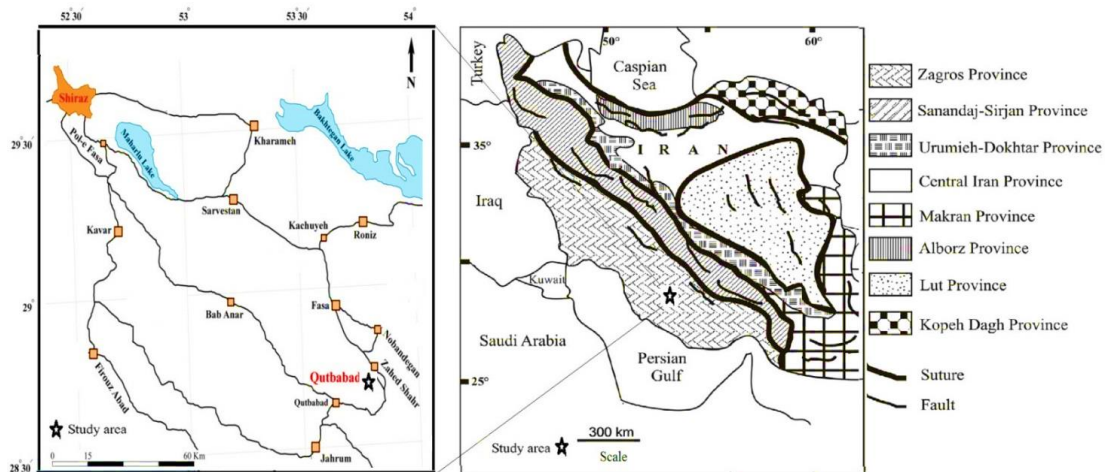 52 30'
53
53 30'
54
N
Shiraz
Pol-e Fasa
Maharlu Lake
Kharameh
Bakhtegan Lake
29 30'
Sarvestan
Kachuyeh
Roniz
Kavar
29
Bab Anar
Fasa
Nobandegan
Zahed Shahr
Firouz Abad
Qutbabad
Qutbabad
Study area
Jahrum
0
15
60 Km
28 30'
50°
60°
Turkey
Caspian
Sea
35°
I R A N
Iraq
Kuwait
Saudi Arabia
Persian
Gulf
25°
Study area
300 km
Scale
Zagros Province
Sanandaj-Sirjan Province
Urumieh-Dokhtar Province
Central Iran Province
Makran Province
Alborz Province
Lut Province
Kopeh Dagh Province
Suture
Fault